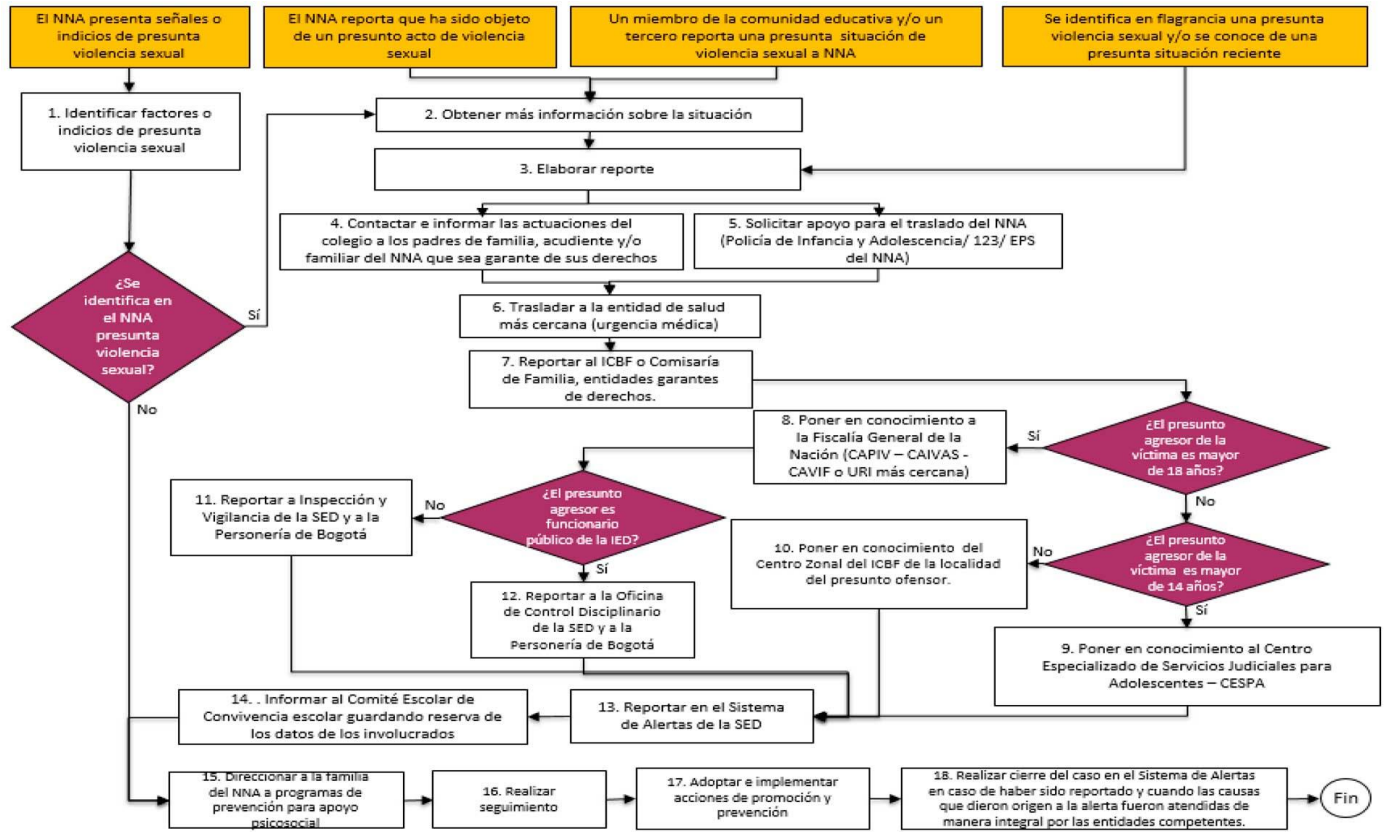 El NNA presenta señales o
indicios de presunta
violencia sexual
El NNA reporta que ha sido objeto
de un presunto acto de violencia
sexual
Un miembro de la comunidad educativa y/o un
tercero reporta una presunta situación de
violencia sexual a NNA
Se identifica en flagrancia una presunta
violencia sexual y/o se conoce de una
presunta situación reciente
1. Identificar factores o
indicios de presunta
violencia sexual
2. Obtener más información sobre la situación
3. Elaborar reporte
4. Contactar e informar las actuaciones del
colegio a los padres de familia, acudiente y/o
familiar del NNA que sea garante de sus derechos
5. Solicitar apoyo para el traslado del NNA
(Policía de Infancia y Adolescencia/ 123/ EPS
del NNA)
¿Se
identifica en
el NNA
presunta
violencia
sexual?
Sí
No
6. Trasladar a la entidad de salud
más cercana (urgencia médica)
7. Reportar al ICBF o Comisaría
de Familia, entidades garantes
de derechos.
8. Poner en conocimiento a
la Fiscalía General de la
Nación (CAPIV – CAIVAS -
CAVIF o URI más cercana)
Sí
¿El presunto
agresor de la
víctima es mayor
de 18 años?
No
11. Reportar a Inspección y
Vigilancia de la SED y a la
Personería de Bogotá
No
¿El presunto
agresor es
funcionario
público de la IED?
Sí
10. Poner en conocimiento del
Centro Zonal del ICBF de la localidad
del presunto ofensor.
No
¿El presunto
agresor de la
víctima es mayor
de 14 años?
Sí
12. Reportar a la Oficina
de Control Disciplinario
de la SED y a la
Personería de Bogotá
9. Poner en conocimiento al Centro
Especializado de Servicios Judiciales para
Adolescentes – CESPA
14. . Informar al Comité Escolar de
Convivencia escolar guardando reserva de
los datos de los involucrados
13. Reportar en el Sistema
de Alertas de la SED
15. Direccionar a la familia
del NNA a programas de
prevención para apoyo
psicosocial
16. Realizar
seguimiento
17. Adoptar e implementar
acciones de promoción y
prevención
18. Realizar cierre del caso en el Sistema de Alertas
en caso de haber sido reportado y cuando las causas
que dieron origen a la alerta fueron atendidas de
manera integral por las entidades competentes.
Fin